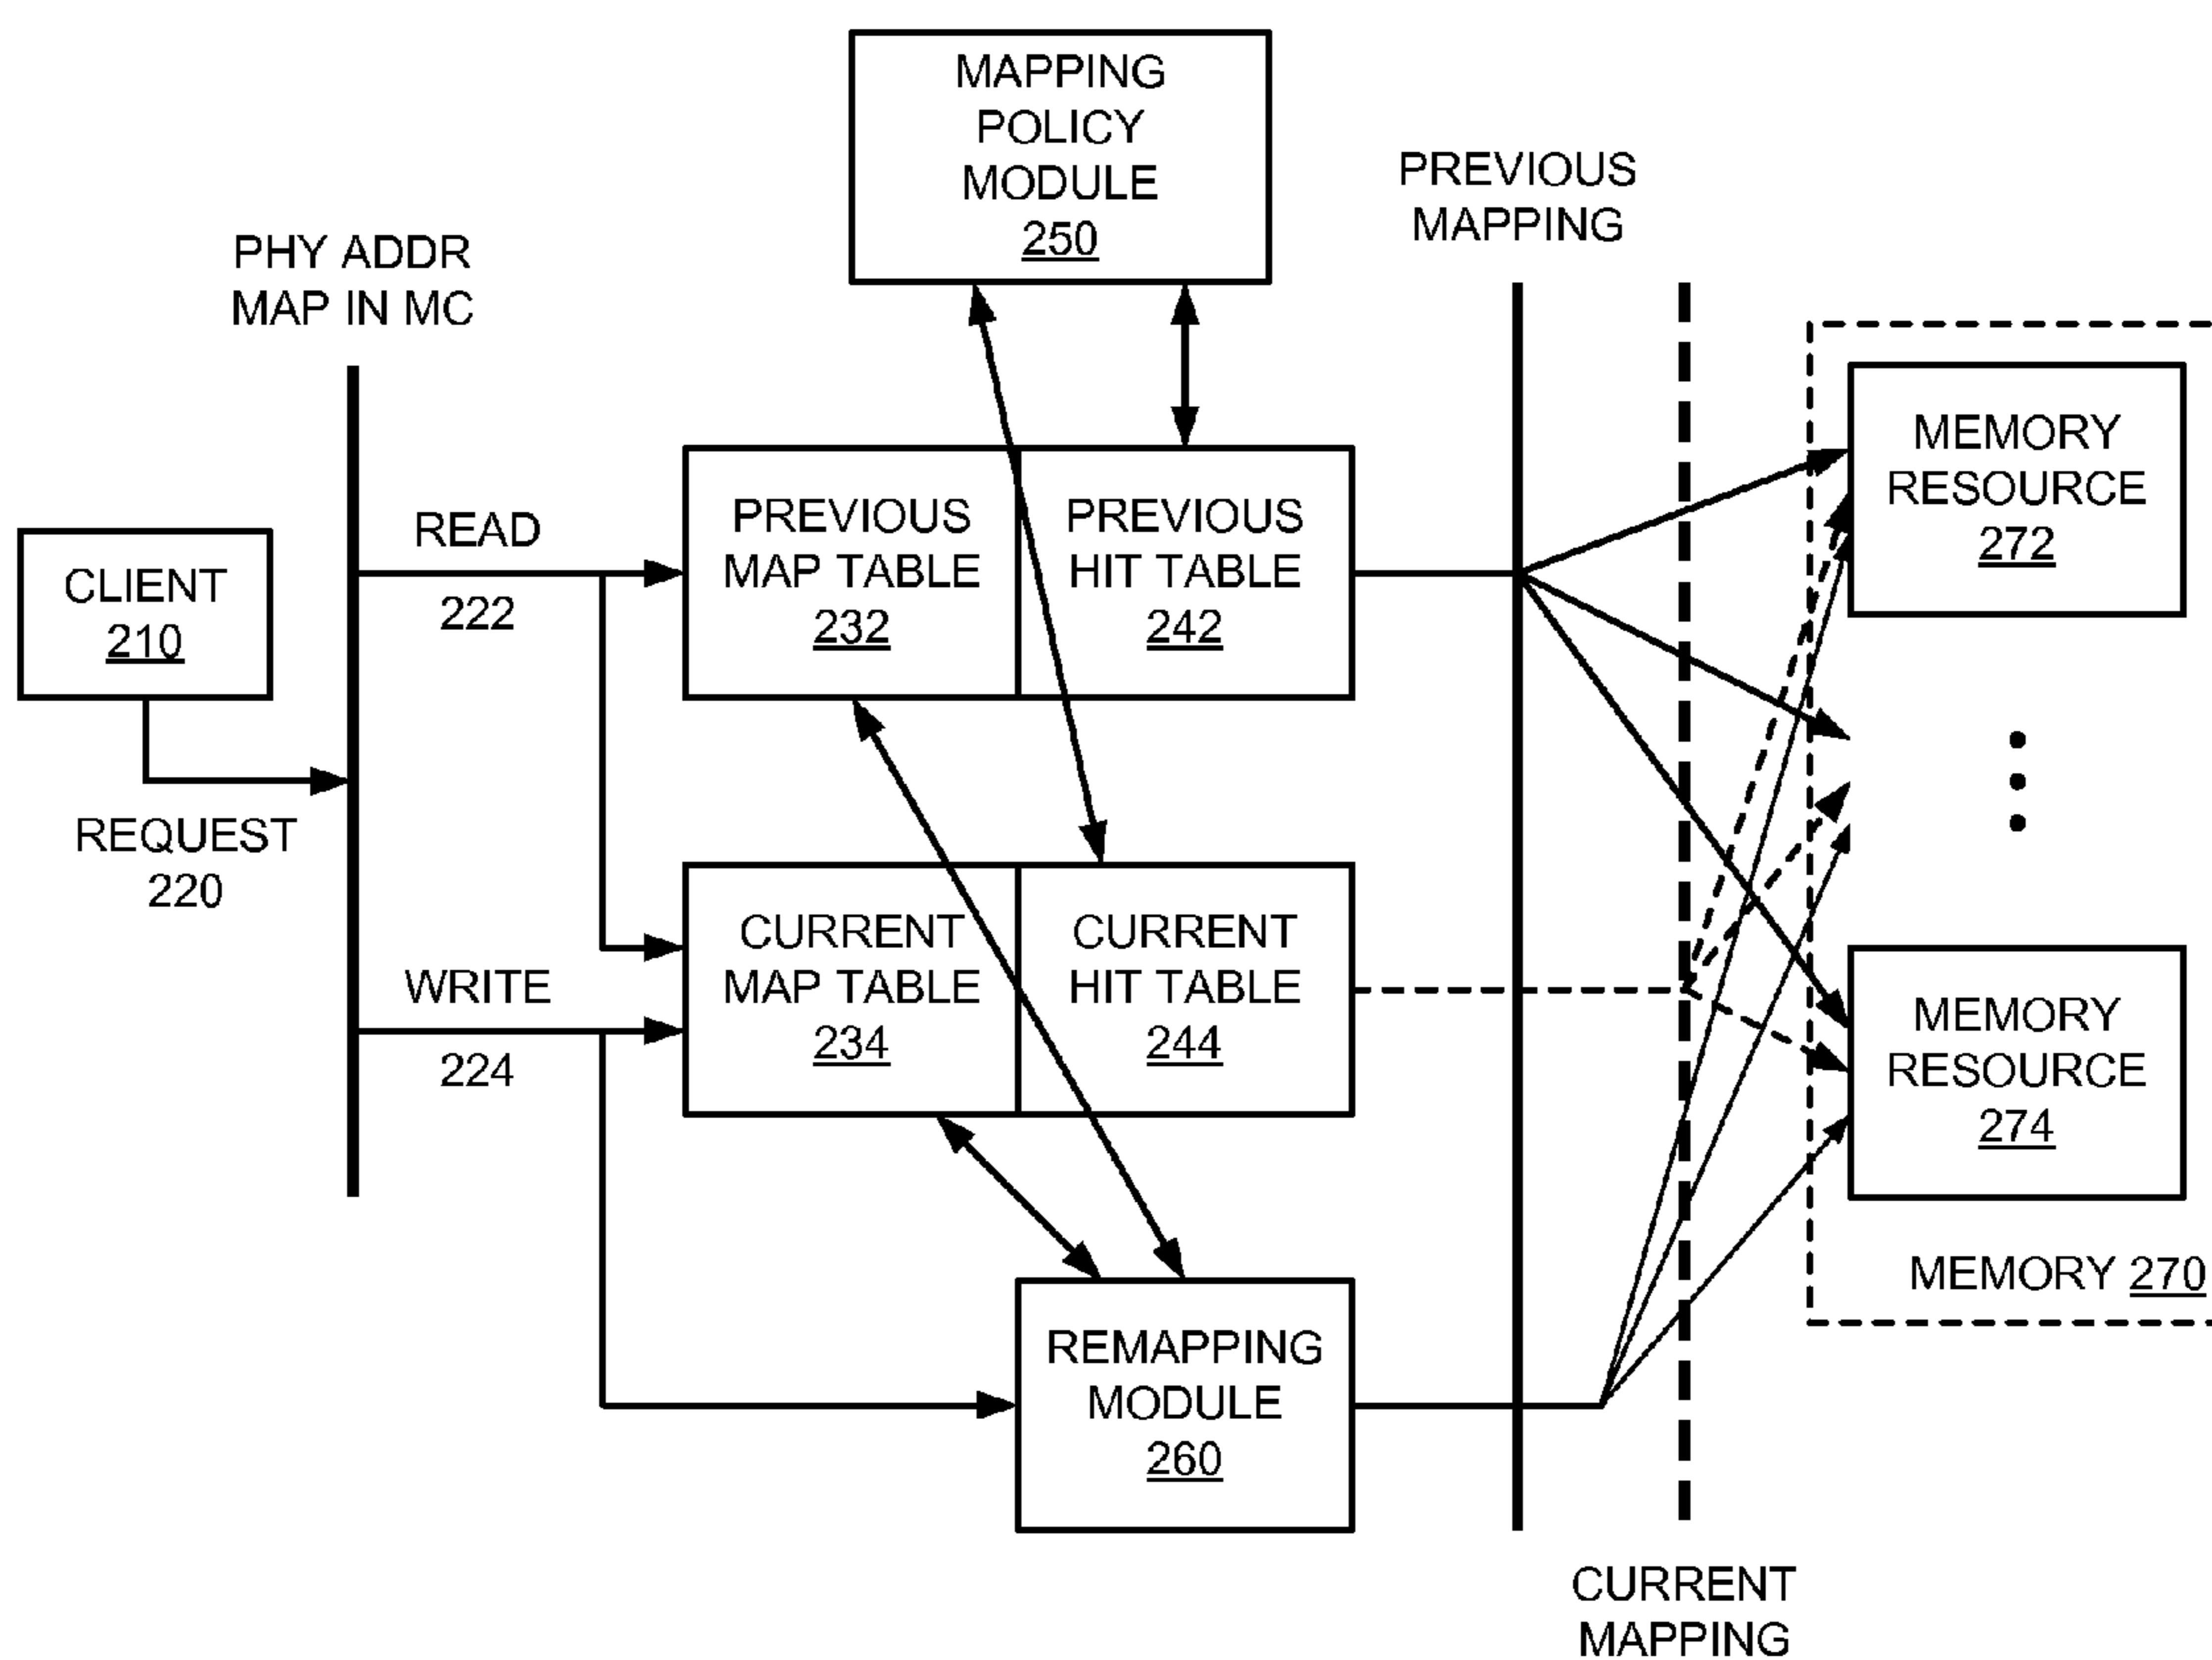 MAPPING
POLICY
MODULE
250
PREVIOUS
MAPPING
PHY ADDR
MAP IN MC
CLIENT
210
REQUEST
220
READ
222
WRITE
224
PREVIOUS
MAP TABLE
232
PREVIOUS
HIT TABLE
242
CURRENT
MAP TABLE
234
CURRENT
HIT TABLE
244
REMAPPING
MODULE
260
MEMORY
RESOURCE
272
MEMORY
RESOURCE
274
MEMORY 270
CURRENT
MAPPING